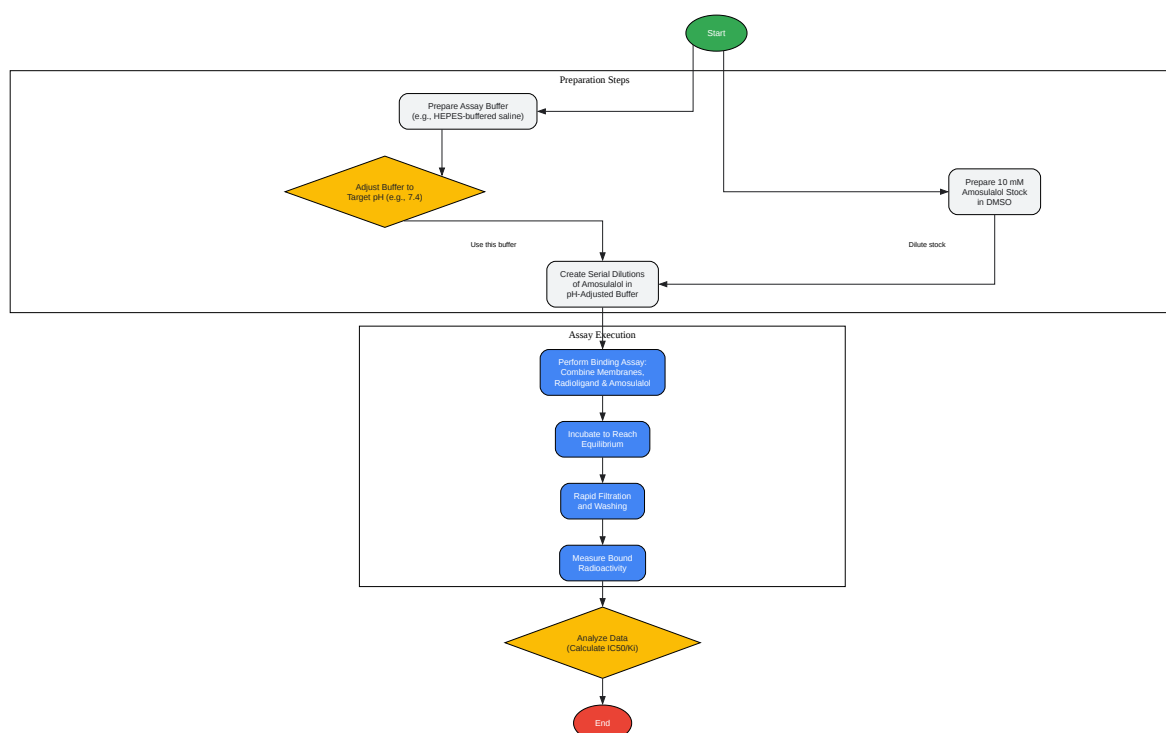 Start
Preparation Steps
Prepare Assay Buffer
(e.g., HEPES-buffered saline)
Adjust Buffer to
Target pH (e.g., 7.4)
Prepare 10 mM
Amosulalol Stock
in DMSO
Use this buffer
Dilute stock
Create Serial Dilutions
of Amosulalol in
pH-Adjusted Buffer
Assay Execution
Perform Binding Assay:
Combine Membranes,
Radioligand & Amosulalol
Incubate to Reach
Equilibrium
Rapid Filtration
and Washing
Measure Bound
Radioactivity
Analyze Data
(Calculate IC50/Ki)
End